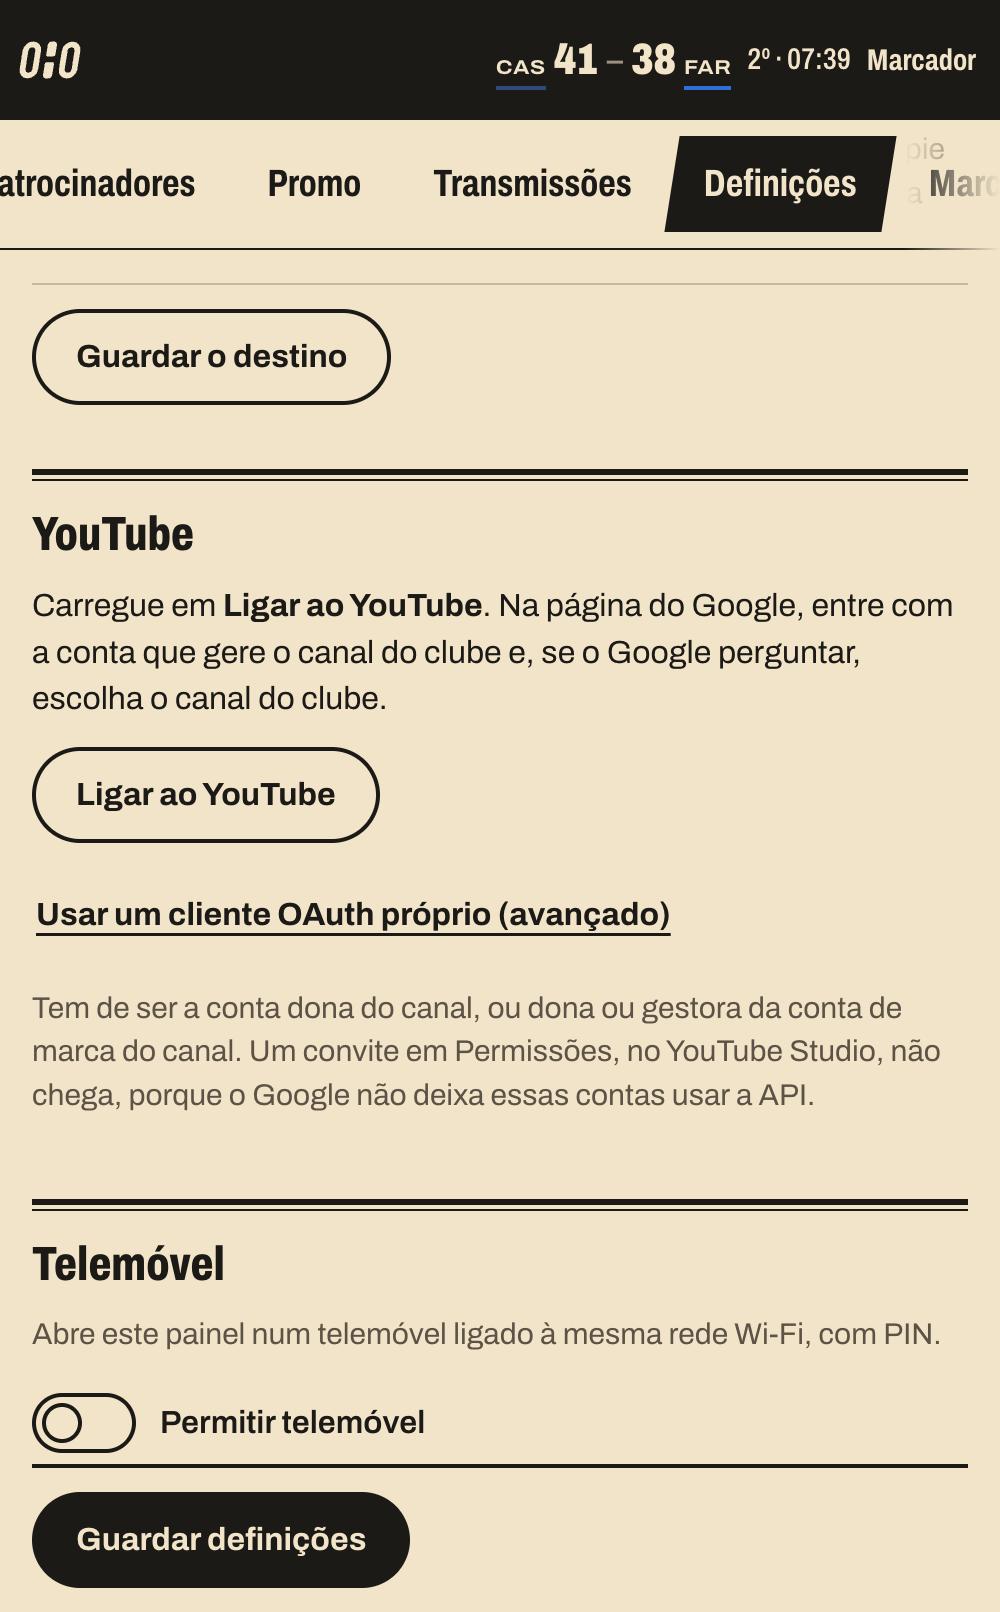 0:0
CAS 41 – 38 FAR 2º · 07:39 Marcador
atrocinadores Promo Transmissões Definições
Guardar o destino
YouTube
Carregue em Ligar ao YouTube. Na página do Google, entre com
a conta que gere o canal do clube e, se o Google perguntar,
escolha o canal do clube.
Ligar ao YouTube
Usar um cliente OAuth próprio (avançado)
Tem de ser a conta dona do canal, ou dona ou gestora da conta de
marca do canal. Um convite em Permissões, no YouTube Studio, não
chega, porque o Google não deixa essas contas usar a API.
Telemóvel
Abre este painel num telemóvel ligado à mesma rede Wi-Fi, com PIN.
Permitir telemóvel
Guardar definições